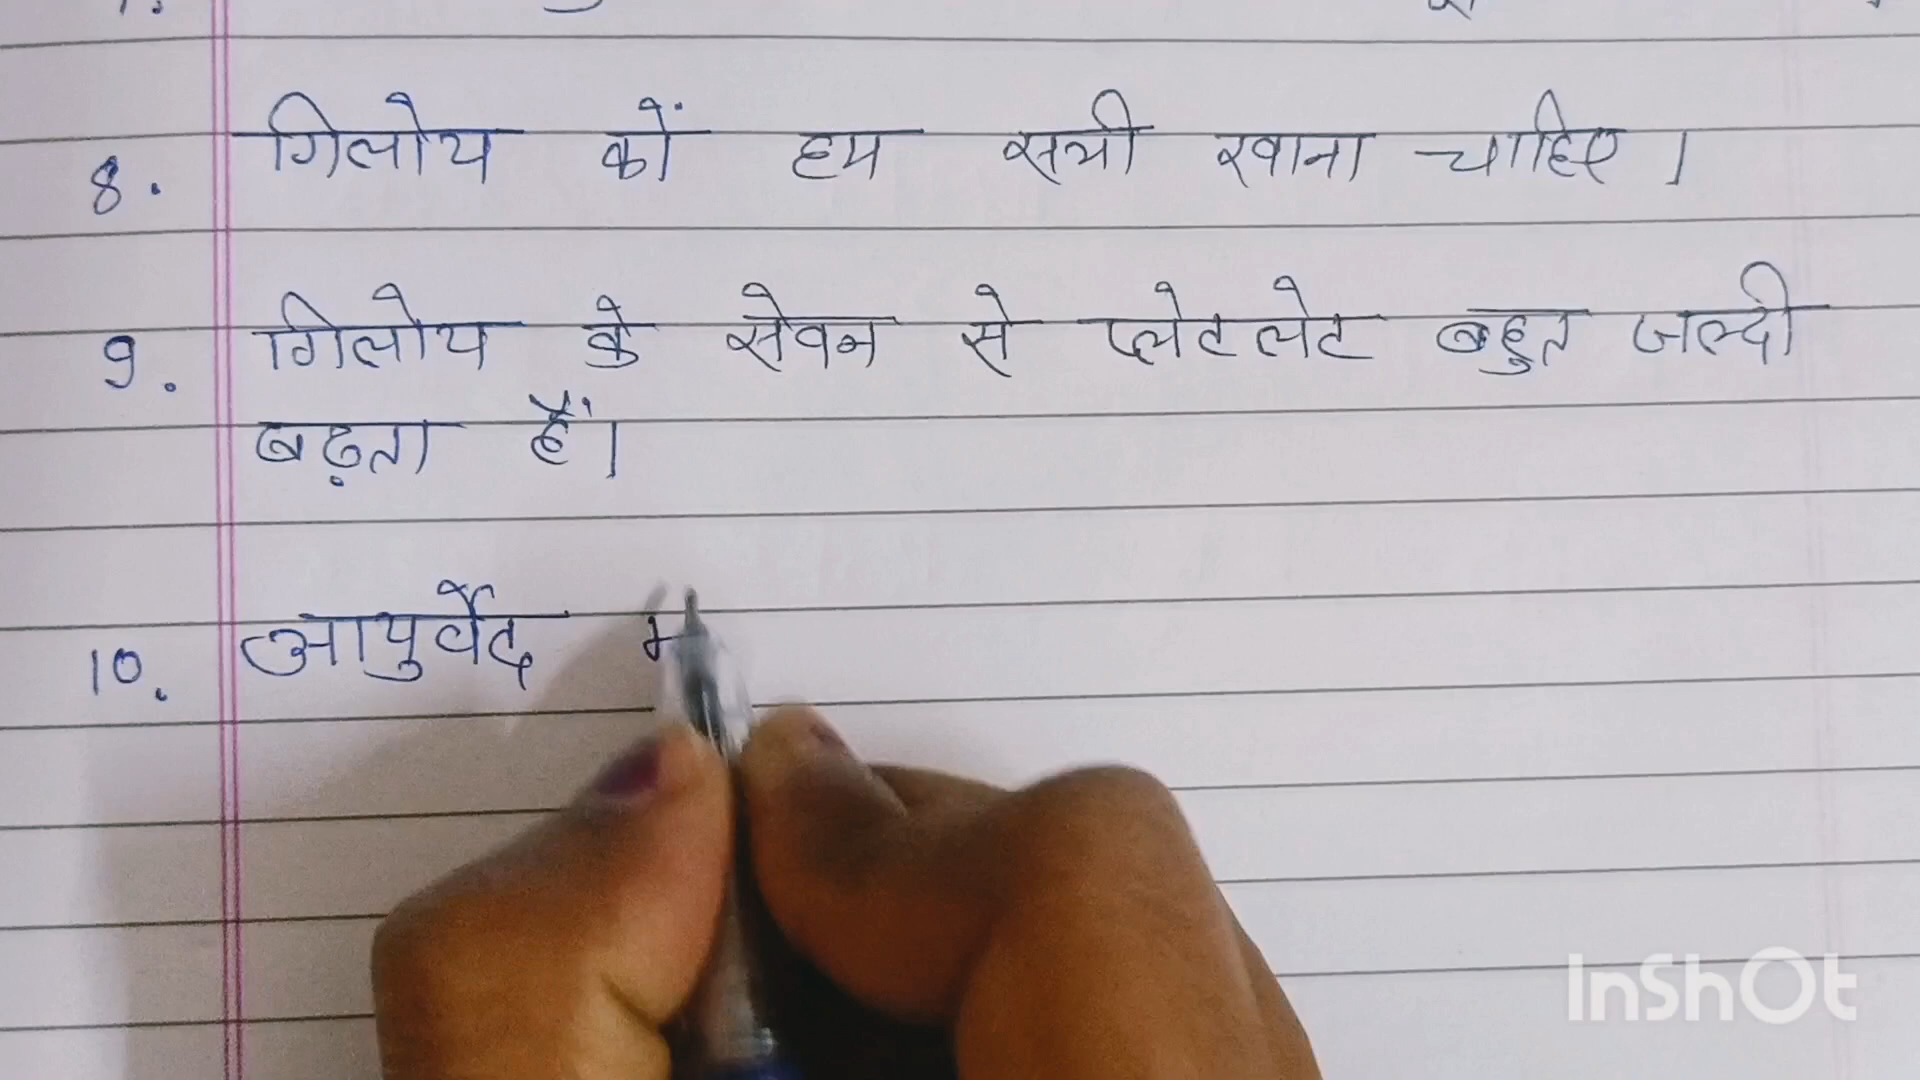 8. गिलोय कों हम सभी खाना चाहिए।
9. गिलोय के सेवन से प्लेटलेट बहुत जल्दी
बढ़ता हैं।
10. आयुर्वेद
InShOt